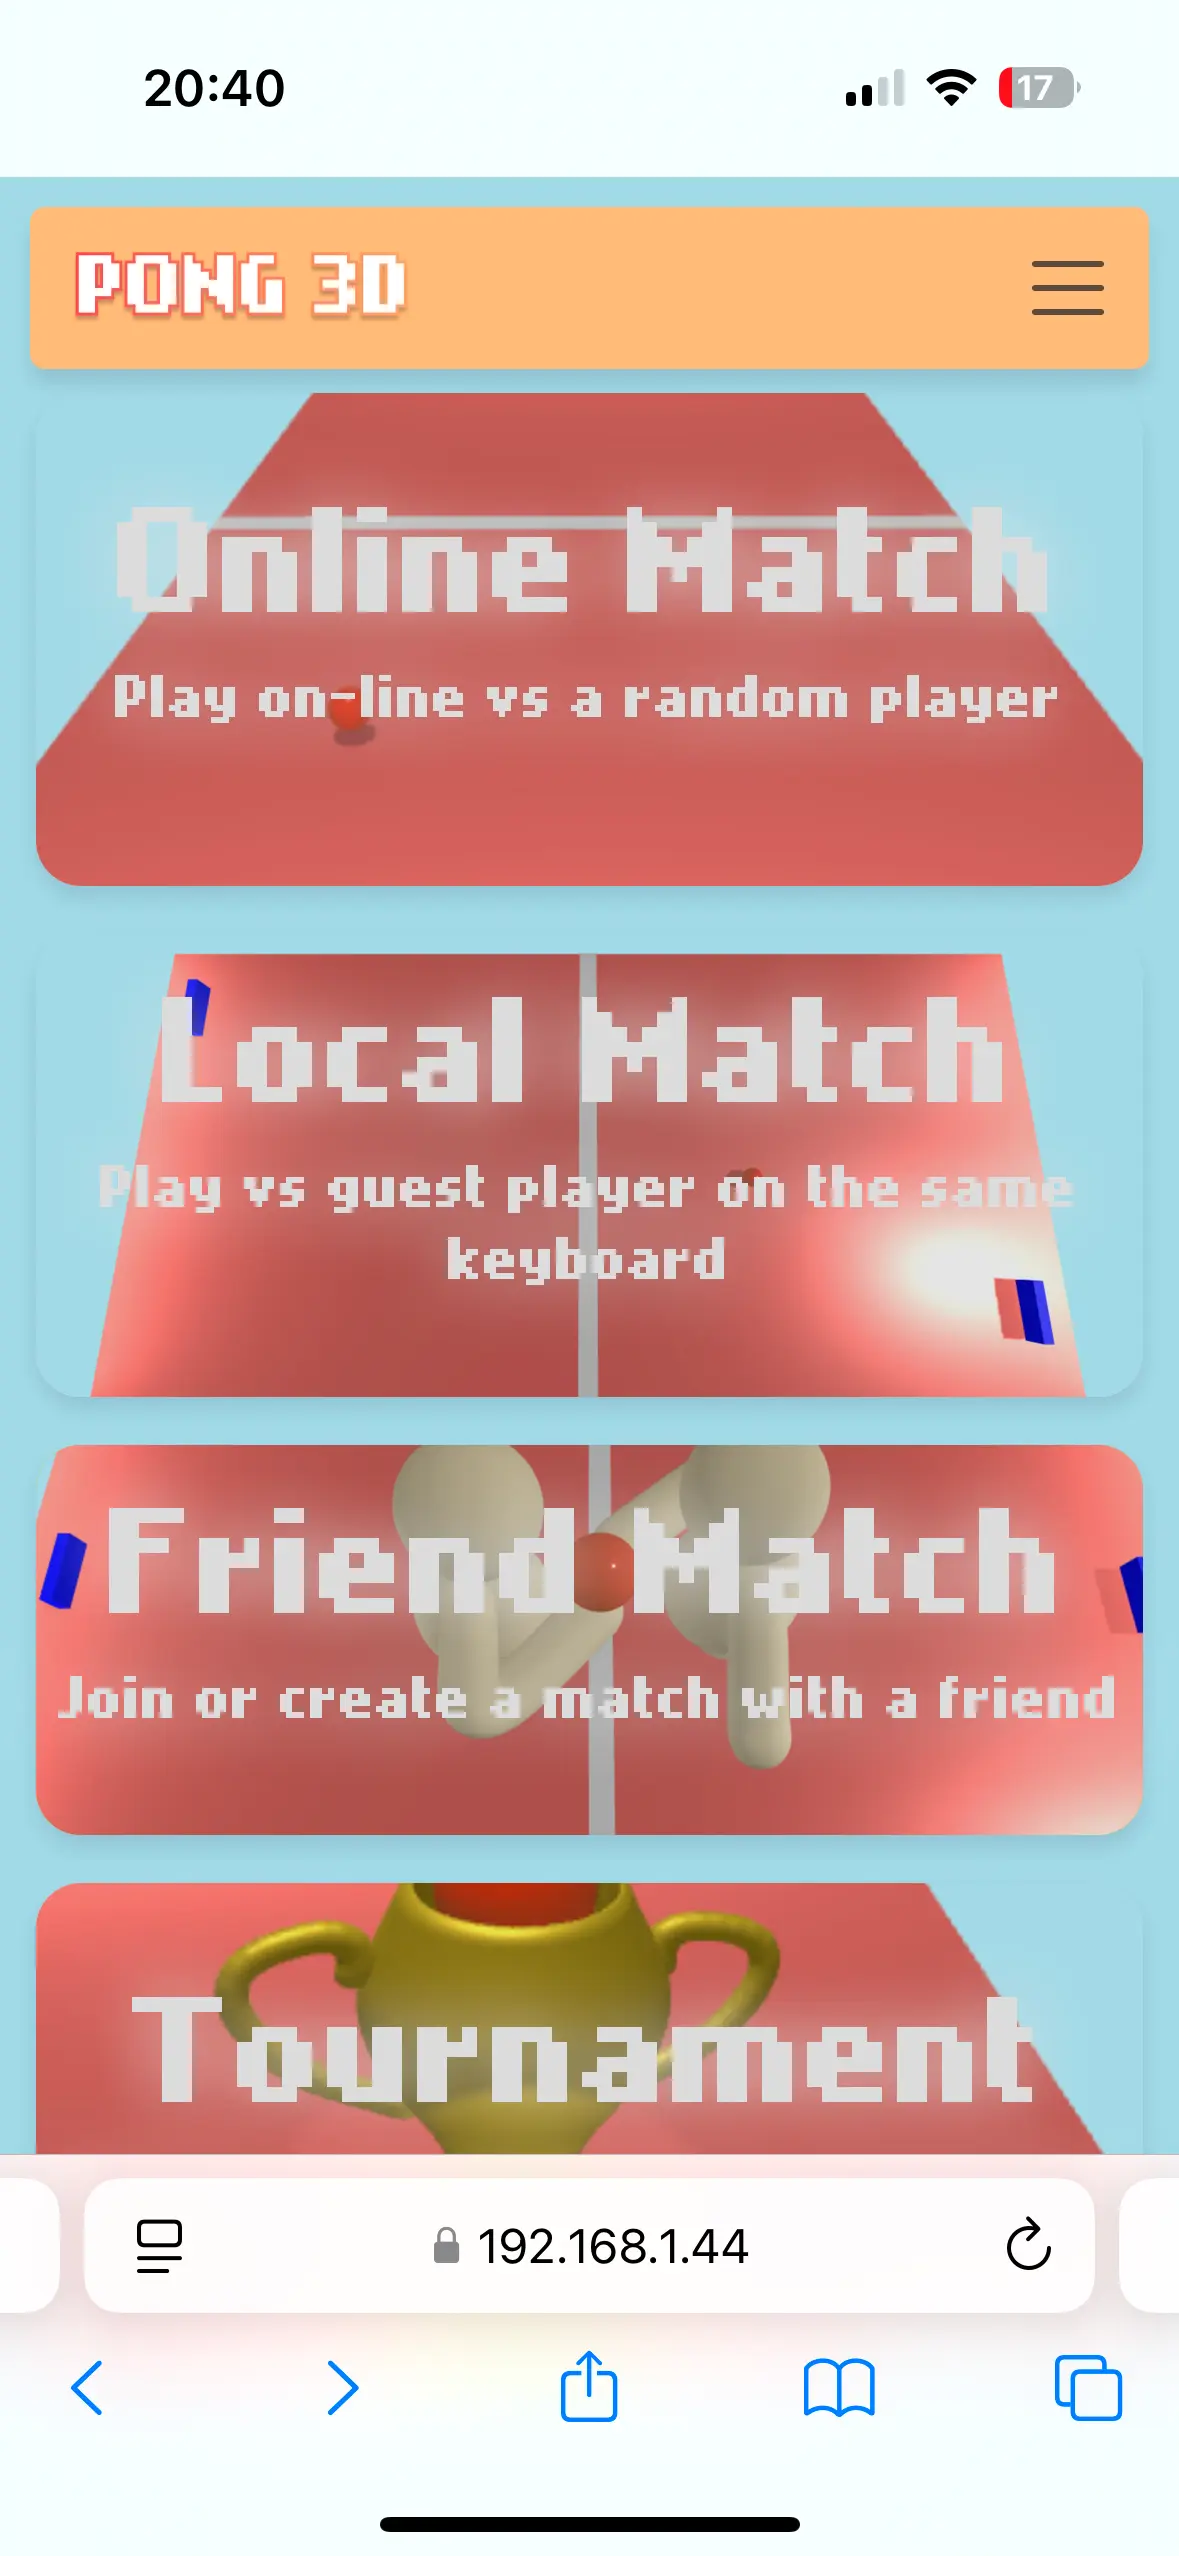 20:40
17
PONG 3D
Online Match
Play on-line vs a random player
Local Match
Play vs guest player on the same
keyboard
Friend Match
Join or create a match with a friend
Tournament
192.168.1.44